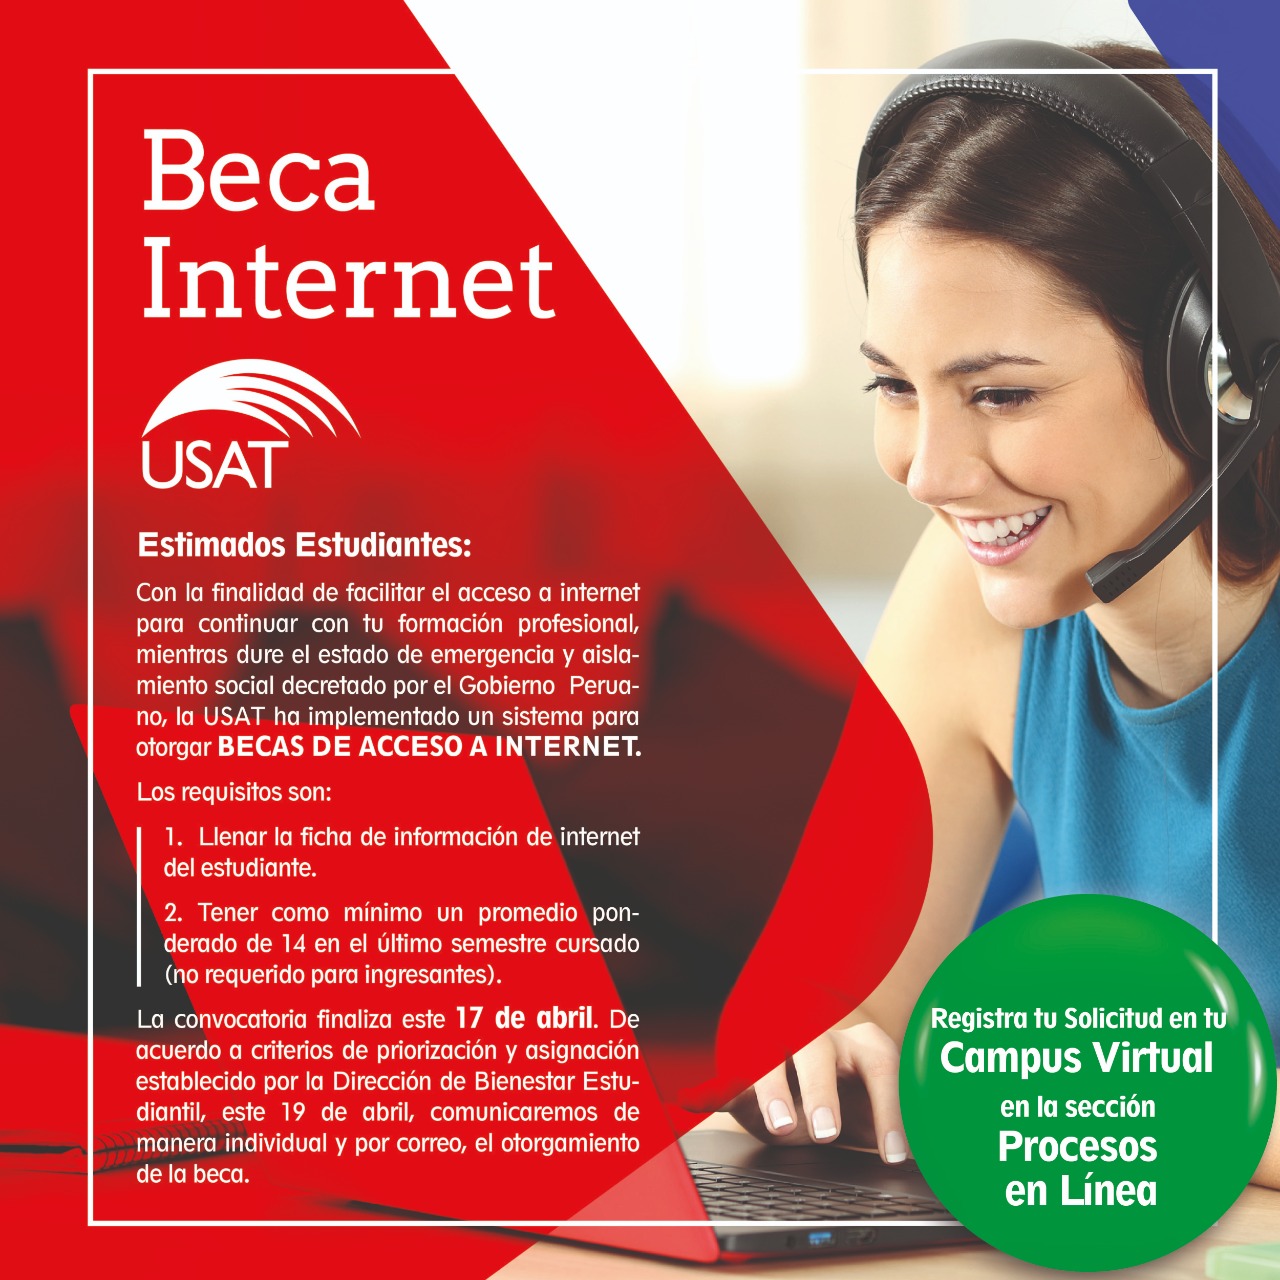 Beca
Internet
USAT
Estimados Estudiantes:
Con la finalidad de facilitar el acceso a internet
para continuar con tu formación profesional,
mientras dure el estado de emergencia y aisla-
miento social decretado por el Gobierno Perua-
no, la USAT ha implementado un sistema para
otorgar BECAS DE ACCESO A INTERNET.
Los requisitos son:
1. Llenar la ficha de información de internet
del estudiante.
2. Tener como mínimo un promedio pon-
derado de 14 en el último semestre cursado
(no requerido para ingresantes).
La convocatoria finaliza este 17 de abril. De
acuerdo a criterios de priorización y asignación
establecido por la Dirección de Bienestar Estu-
diantil, este 19 de abril, comunicaremos de
manera individual y por correo, el otorgamiento
de la beca.
Registra tu Solicitud en tu
Campus Virtual
en la sección
Procesos
en Línea